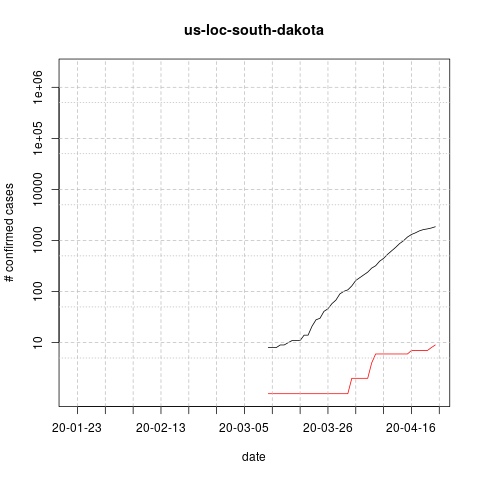 us-loc-south-dakota
# confirmed cases
1e+06
1e+05
10000
1000
100
10
20-01-23 20-02-13 20-03-05 20-03-26 20-04-16
date